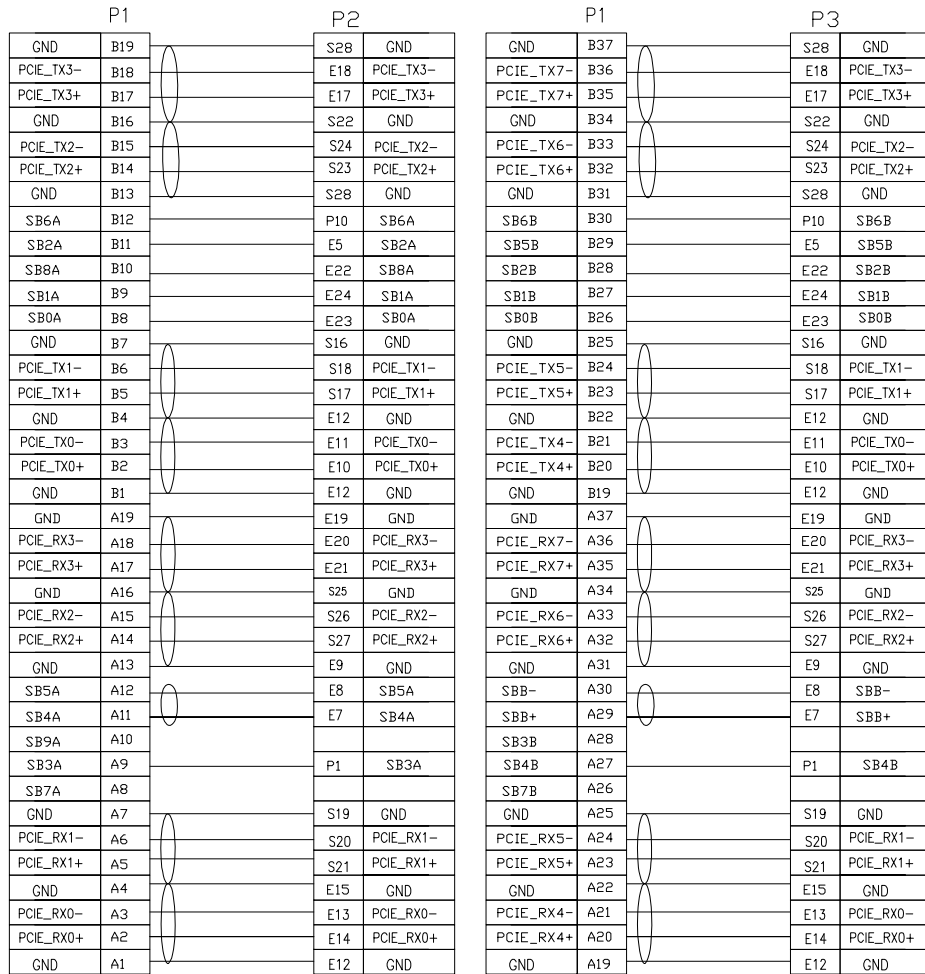 P1 P2 P1 P3
GND B19 S28 GND GND B37 S28 GND
PCIE_TX3- B18 E18 PCIE_TX3- PCIE_TX7- B36 E18 PCIE_TX3-
PCIE_TX3+ B17 E17 PCIE_TX3+ PCIE_TX7+ B35 E17 PCIE_TX3+
GND B16 S22 GND GND B34 S22 GND
PCIE_TX2- B15 S24 PCIE_TX2- PCIE_TX6- B33 S24 PCIE_TX2-
PCIE_TX2+ B14 S23 PCIE_TX2+ PCIE_TX6+ B32 S23 PCIE_TX2+
GND B13 S28 GND GND B31 S28 GND
SB6A B12 P10 SB6A SB6B B30 P10 SB6B
SB2A B11 E5 SB2A SB5B B29 E5 SB5B
SB8A B10 E22 SB8A SB2B B28 E22 SB2B
SB1A B9 E24 SB1A SB1B B27 E24 SB1B
SB0A B8 E23 SB0A SB0B B26 E23 SB0B
GND B7 S16 GND GND B25 S16 GND
PCIE_TX1- B6 S18 PCIE_TX1- PCIE_TX5- B24 S18 PCIE_TX1-
PCIE_TX1+ B5 S17 PCIE_TX1+ PCIE_TX5+ B23 S17 PCIE_TX1+
GND B4 E12 GND GND B22 E12 GND
PCIE_TX0- B3 E11 PCIE_TX0- PCIE_TX4- B21 E11 PCIE_TX0-
PCIE_TX0+ B2 E10 PCIE_TX0+ PCIE_TX4+ B20 E10 PCIE_TX0+
GND B1 E12 GND GND B19 E12 GND
GND A19 E19 GND GND A37 E19 GND
PCIE_RX3- A18 E20 PCIE_RX3- PCIE_RX7- A36 E20 PCIE_RX3-
PCIE_RX3+ A17 E21 PCIE_RX3+ PCIE_RX7+ A35 E21 PCIE_RX3+
GND A16 S25 GND GND A34 S25 GND
PCIE_RX2- A15 S26 PCIE_RX2- PCIE_RX6- A33 S26 PCIE_RX2-
PCIE_RX2+ A14 S27 PCIE_RX2+ PCIE_RX6+ A32 S27 PCIE_RX2+
GND A13 E9 GND GND A31 E9 GND
SB5A A12 E8 SB5A SBB- A30 E8 SBB-
SB4A A11 E7 SB4A SBB+ A29 E7 SBB+
SB9A A10 SB3B A28
SB3A A9 P1 SB3A SB4B A27 P1 SB4B
SB7A A8 SB7B A26
GND A7 S19 GND GND A25 S19 GND
PCIE_RX1- A6 S20 PCIE_RX1- PCIE_RX5- A24 S20 PCIE_RX1-
PCIE_RX1+ A5 S21 PCIE_RX1+ PCIE_RX5+ A23 S21 PCIE_RX1+
GND A4 E15 GND GND A22 E15 GND
PCIE_RX0- A3 E13 PCIE_RX0- PCIE_RX4- A21 E13 PCIE_RX0-
PCIE_RX0+ A2 E14 PCIE_RX0+ PCIE_RX4+ A20 E14 PCIE_RX0+
GND A1 E12 GND GND A19 E12 GND